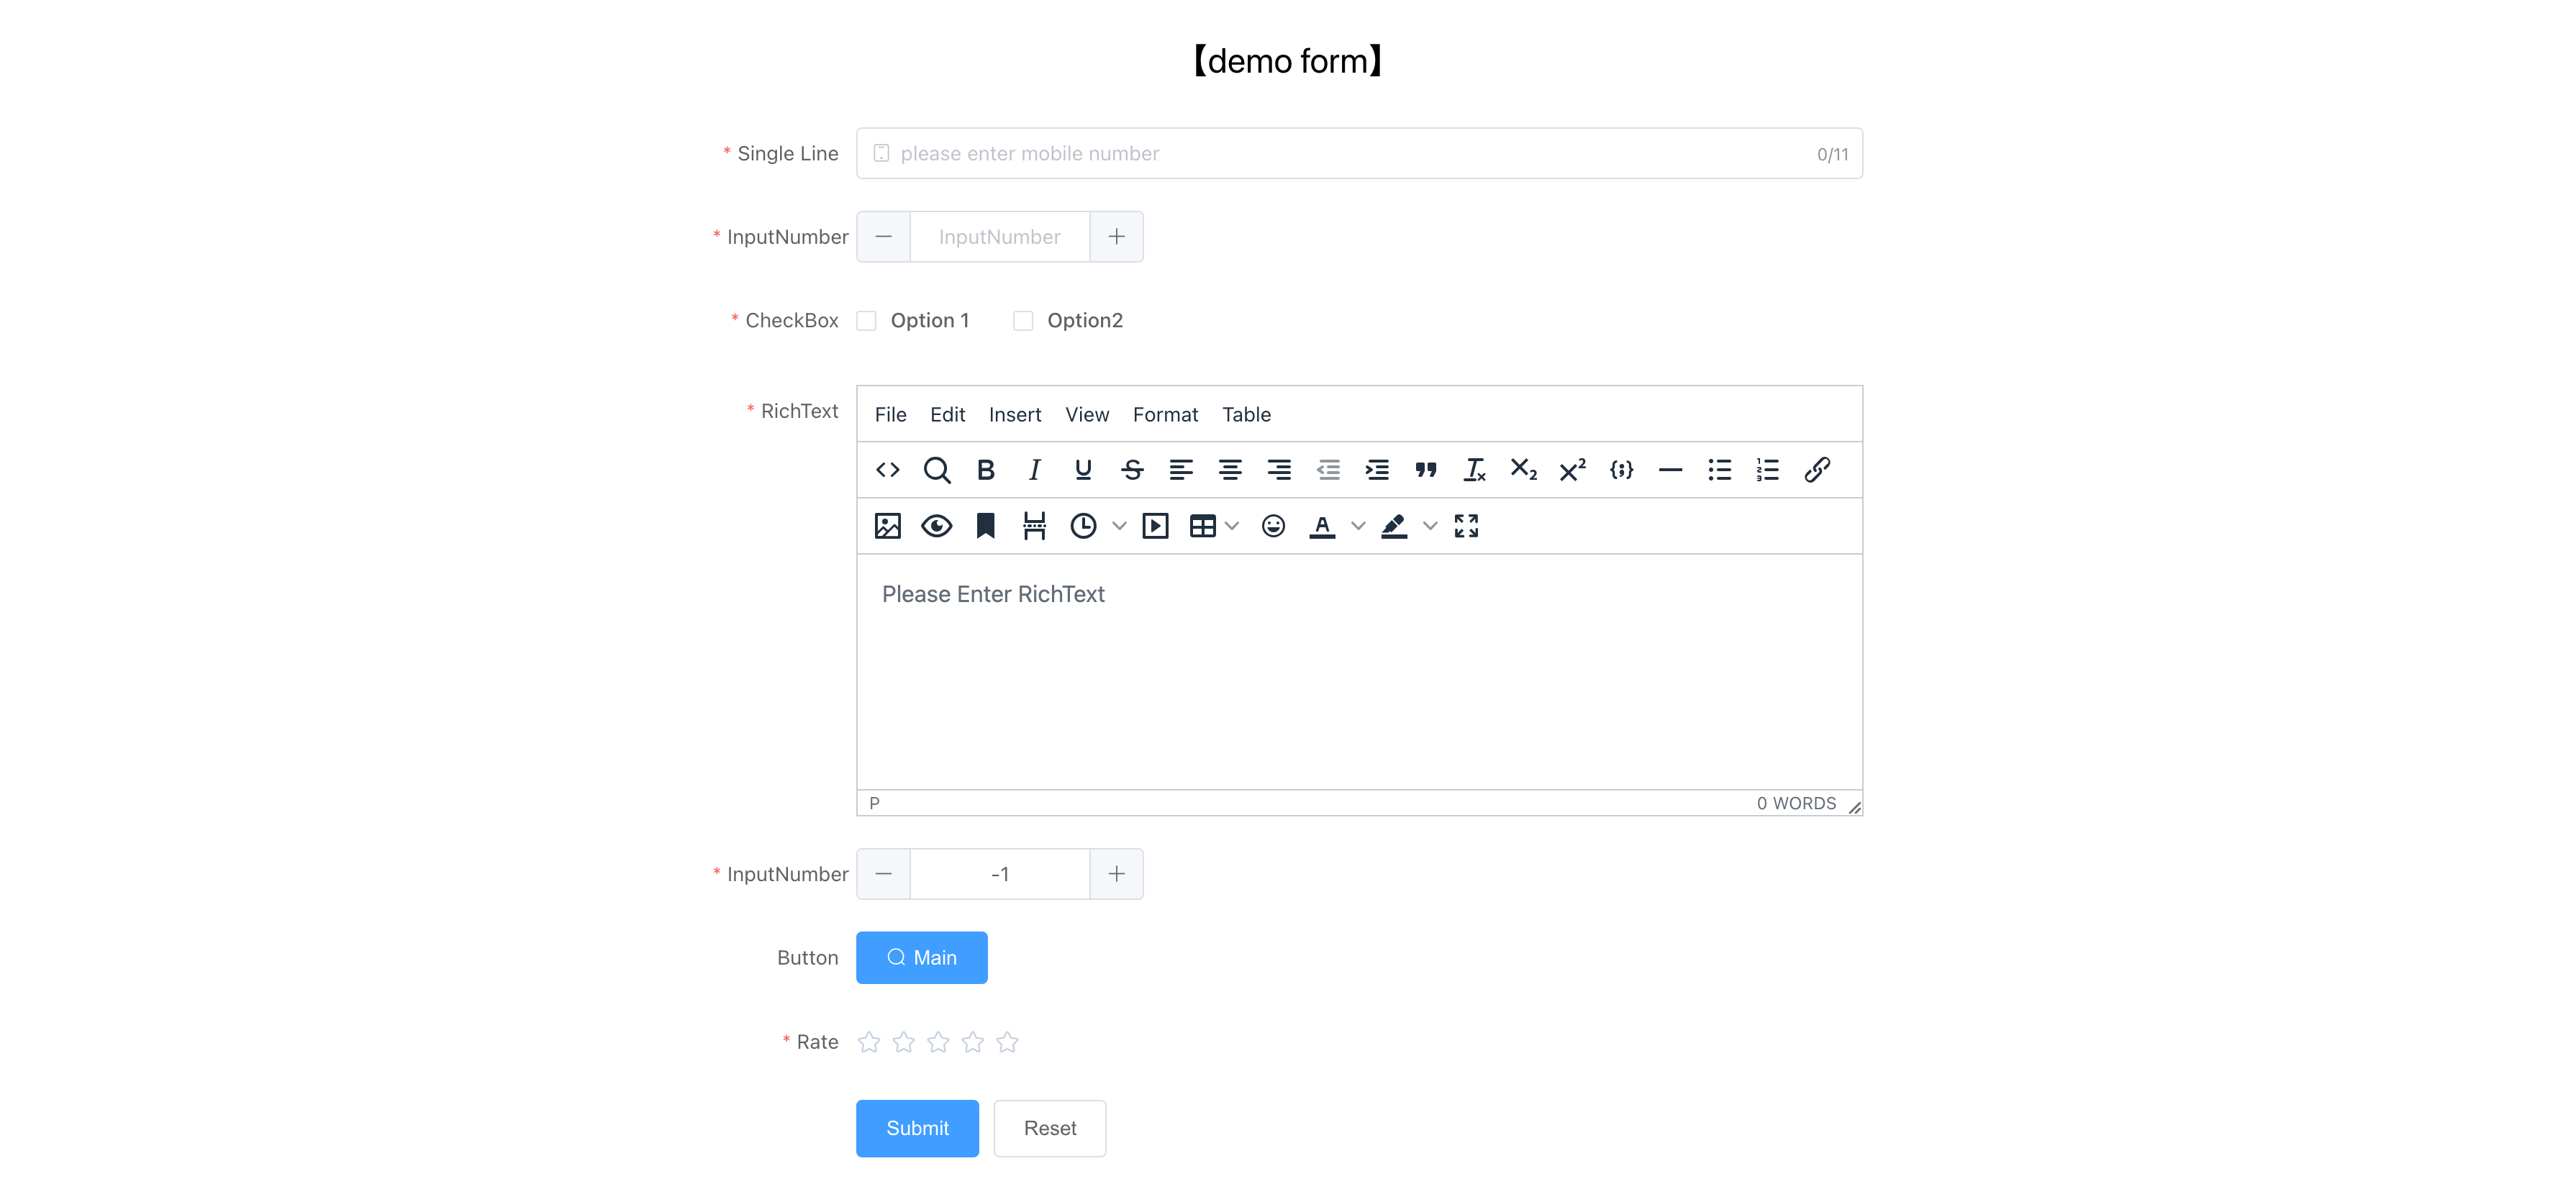 【demo form】
* Single Line please enter mobile number 0/11
* InputNumber InputNumber
* CheckBox Option 1 Option2
* RichText File Edit Insert View Format Table
Please Enter RichText
P 0 WORDS
* InputNumber -1
Button Main
* Rate
Submit Reset